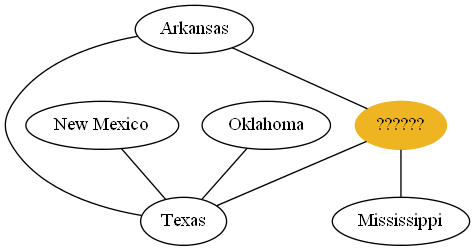 Arkansas
New Mexico
Oklahoma
??????
Texas
Mississippi